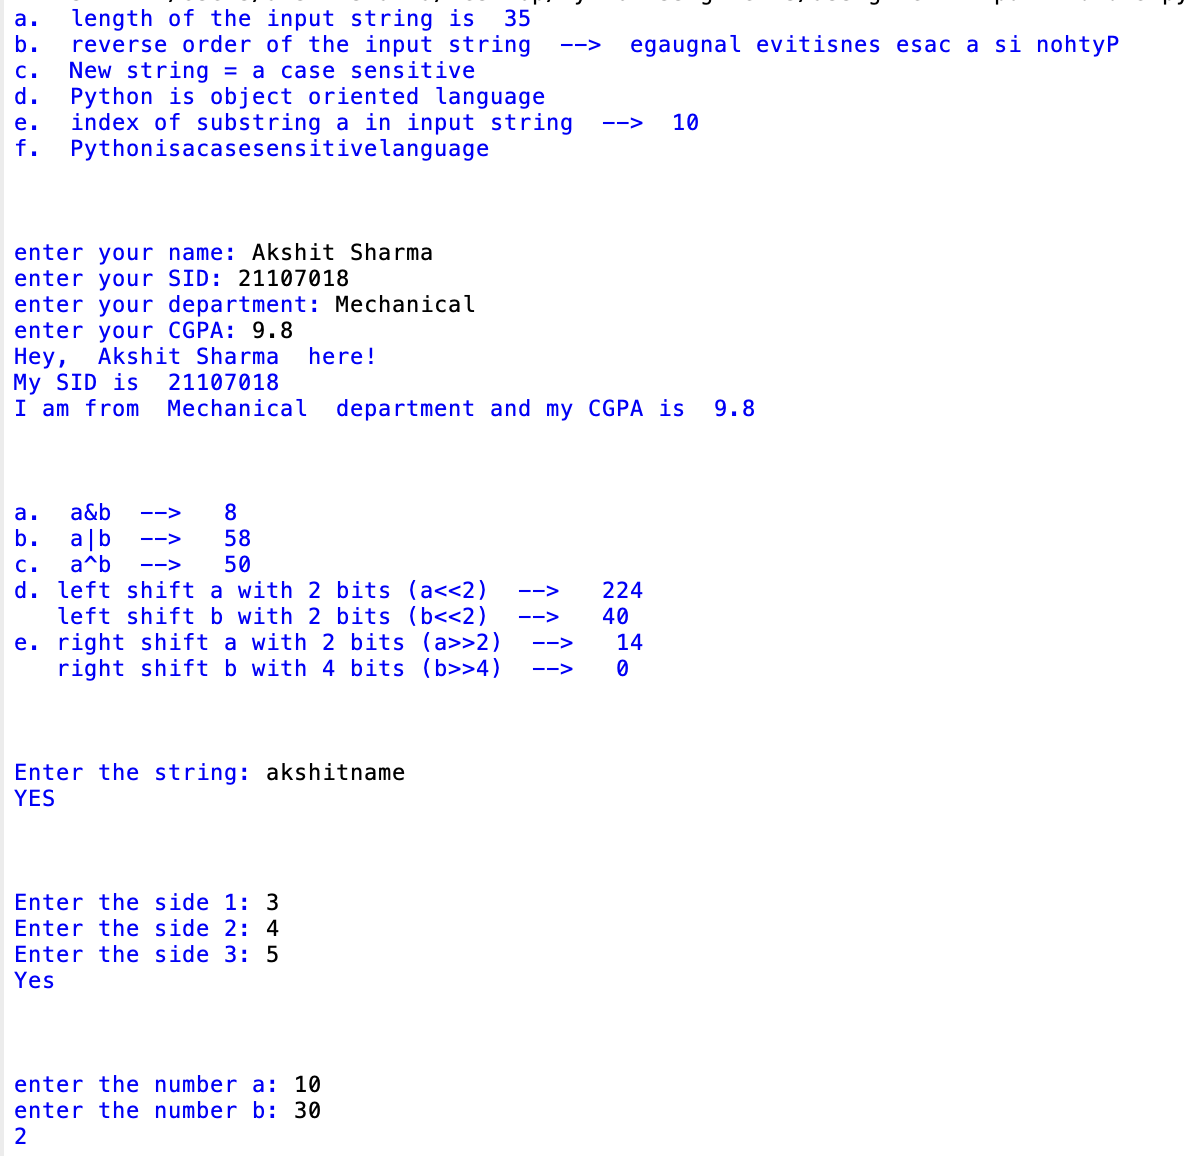 a.  length of the input string is  35
b.  reverse order of the input string  -->  egaugnal evitisnes esac a si nohtyP
c.  New string = a case sensitive
d.  Python is object oriented language
e.  index of substring a in input string  -->  10
f.  Pythonisacasesensitivelanguage
enter your name: Akshit Sharma
enter your SID: 21107018
enter your department: Mechanical
enter your CGPA: 9.8
Hey,  Akshit Sharma  here!
My SID is  21107018
I am from  Mechanical  department and my CGPA is  9.8
a.  a&b  -->   8
b.  a|b  -->   58
c.  a^b  -->   50
d. left shift a with 2 bits (a<<2)  -->   224
   left shift b with 2 bits (b<<2)  -->   40
e. right shift a with 2 bits (a>>2)  -->   14
   right shift b with 4 bits (b>>4)  -->   0
Enter the string: akshitname
YES
Enter the side 1: 3
Enter the side 2: 4
Enter the side 3: 5
Yes
enter the number a: 10
enter the number b: 30
2